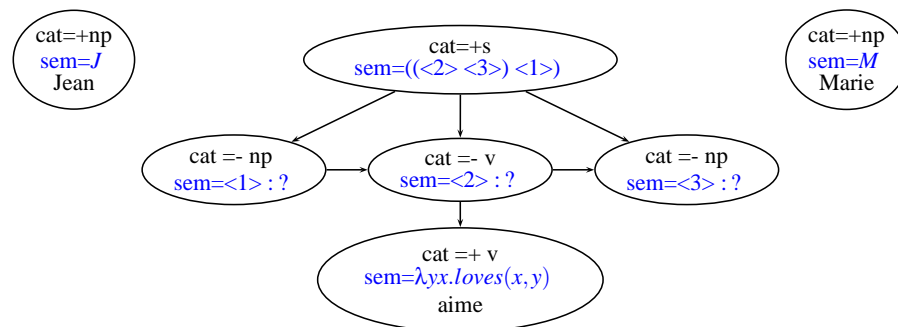 cat=+np
sem=J
Jean
cat=+s
sem=((<2> <3>) <1>)
cat=+np
sem=M
Marie
cat =- np
sem=<1> : ?
cat =- v
sem=<2> : ?
cat =- np
sem=<3> : ?
cat =+ v
sem=λyx.loves(x,y)
aime